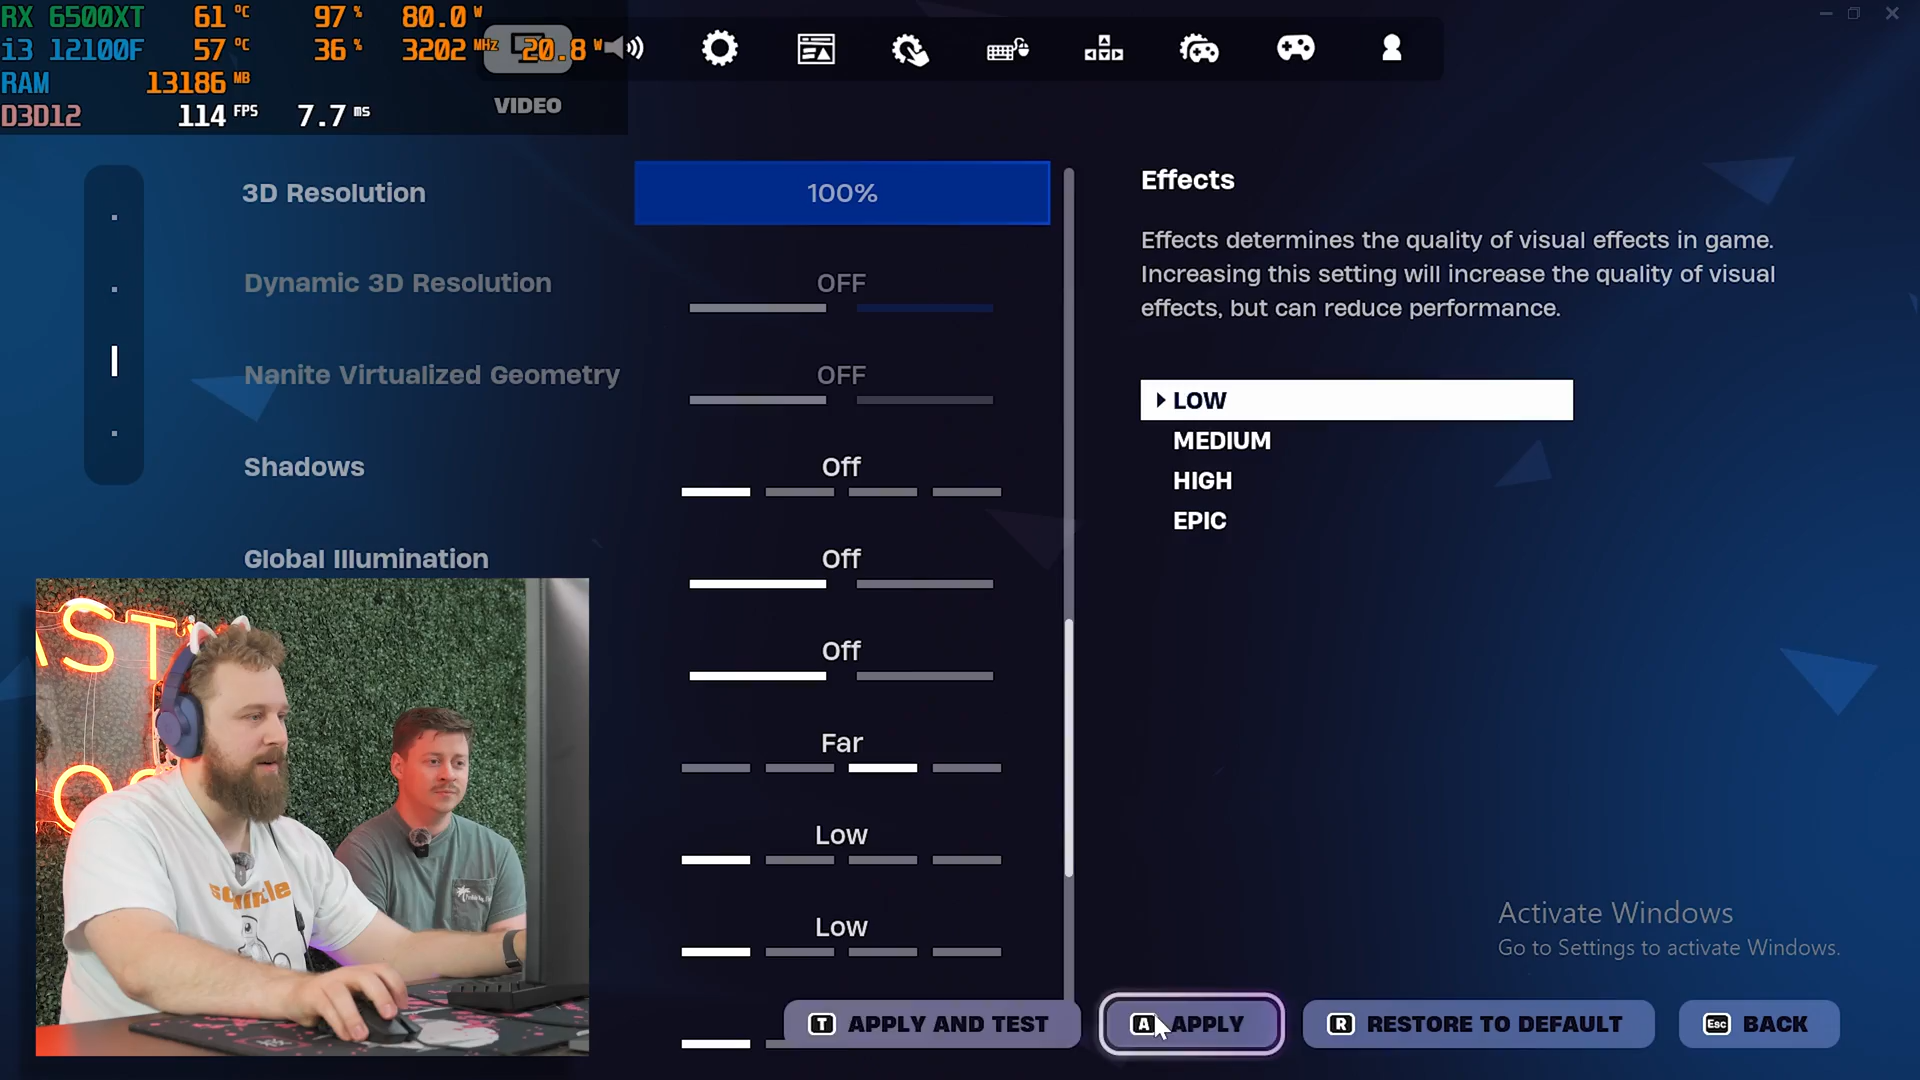 RX 6500XT 61 °C 97 % 80.0 W
i3 12100F 57 °C 36 % 3202 MHz 20.8 W
RAM 13186 MB
D3D12 114 FPS 7.7 ms
VIDEO
3D Resolution 100%
Dynamic 3D Resolution OFF
Nanite Virtualized Geometry OFF
Shadows Off
Global Illumination Off
Off
Far
Low
Low
Effects
Effects determines the quality of visual effects in game.
Increasing this setting will increase the quality of visual
effects, but can reduce performance.
LOW
MEDIUM
HIGH
EPIC
Activate Windows
Go to Settings to activate Windows.
T APPLY AND TEST
A APPLY
R RESTORE TO DEFAULT
Esc BACK